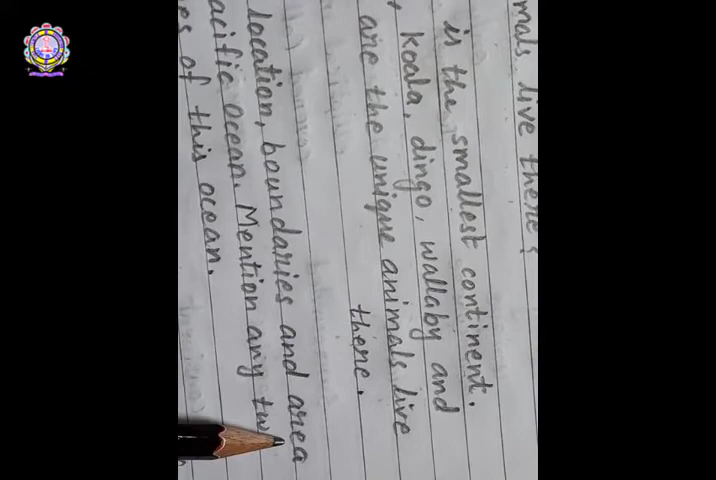 mals live there?
is the smallest continent.
koala, dingo, wallaby and
are the unique animals live
there.
location, boundaries and area
acific ocean. Mention any tw
es of this ocean.